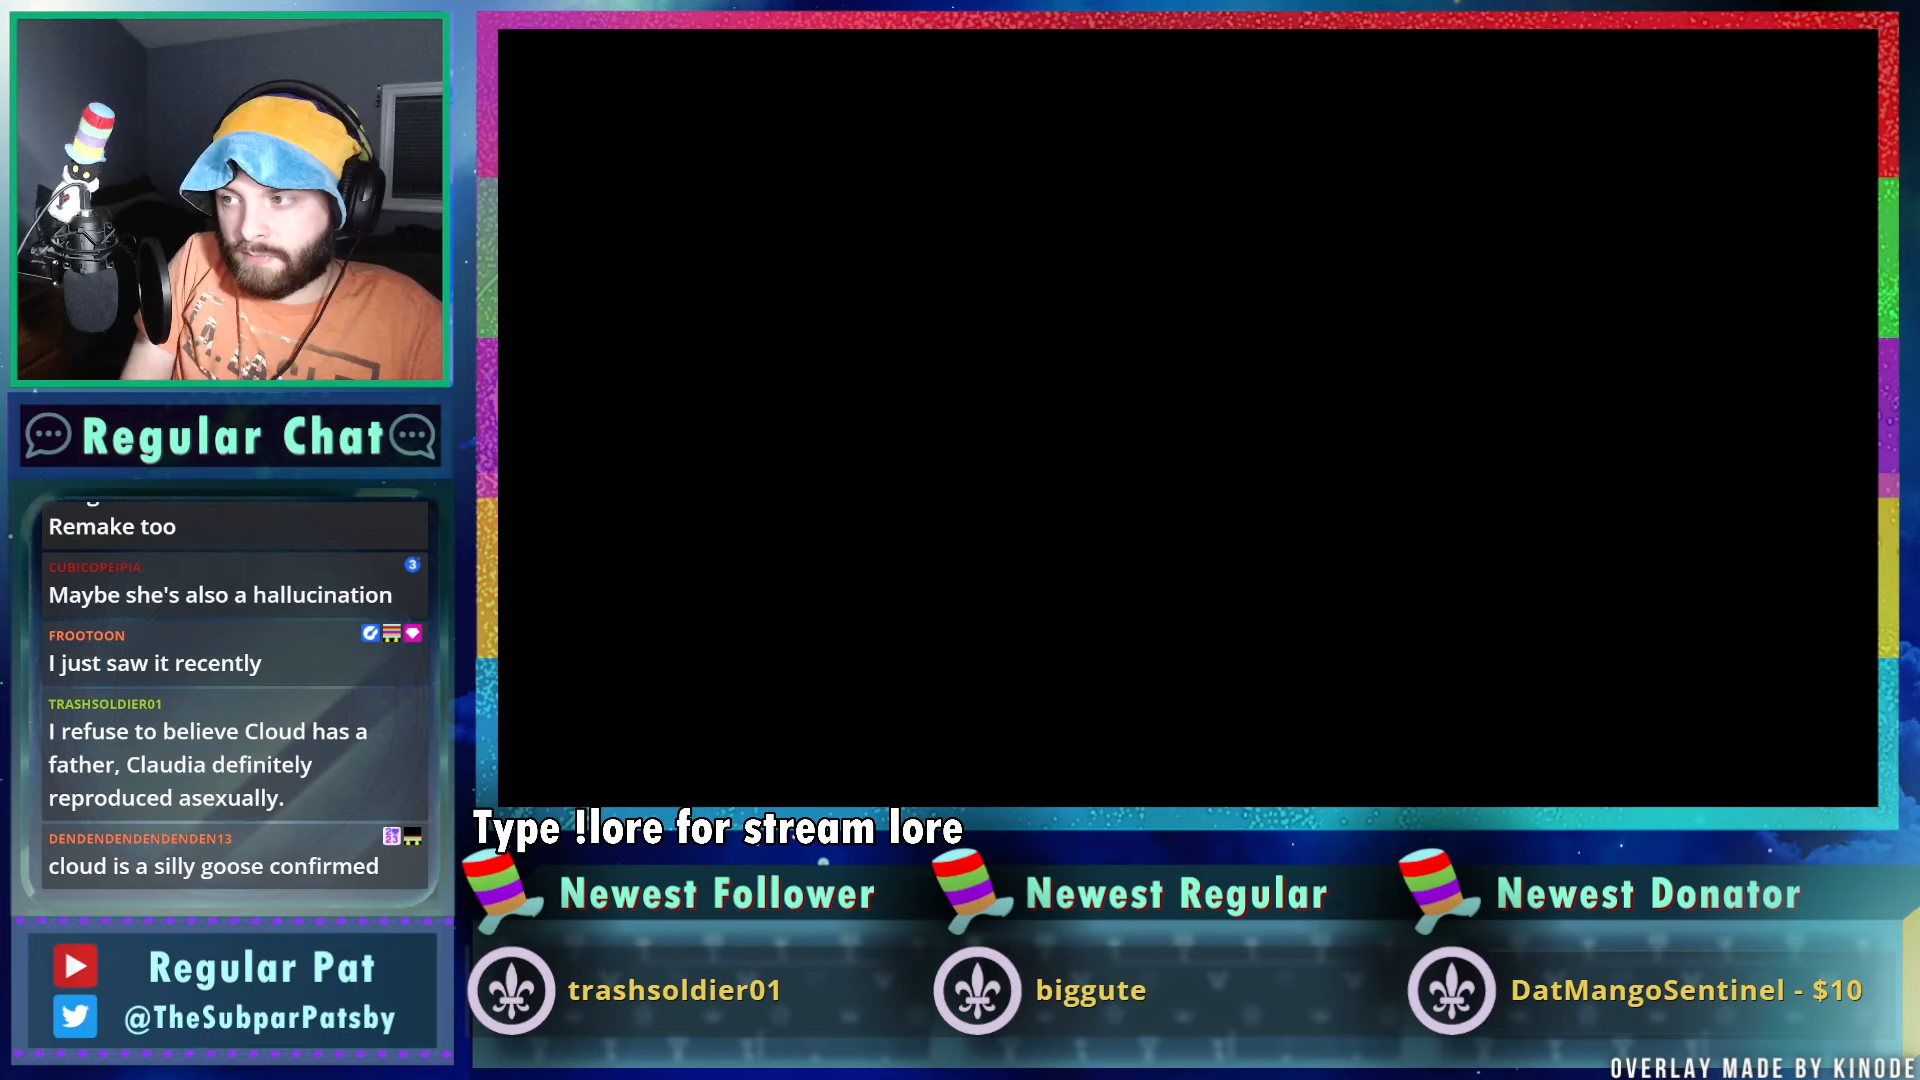 Regular Chat
Remake too
CUBICOPEIPIA
3
Maybe she's also a hallucination
FROOTOON
I just saw it recently
TRASHSOLDIER01
I refuse to believe Cloud has a
father, Claudia definitely
reproduced asexually.
DENDENDENDENDENDEN13
cloud is a silly goose confirmed
Regular Pat
@TheSubparPatsby
Type !lore for stream lore
Newest Follower
trashsoldier01
Newest Regular
biggute
Newest Donator
DatMangoSentinel - $10
OVERLAY MADE BY KINODE